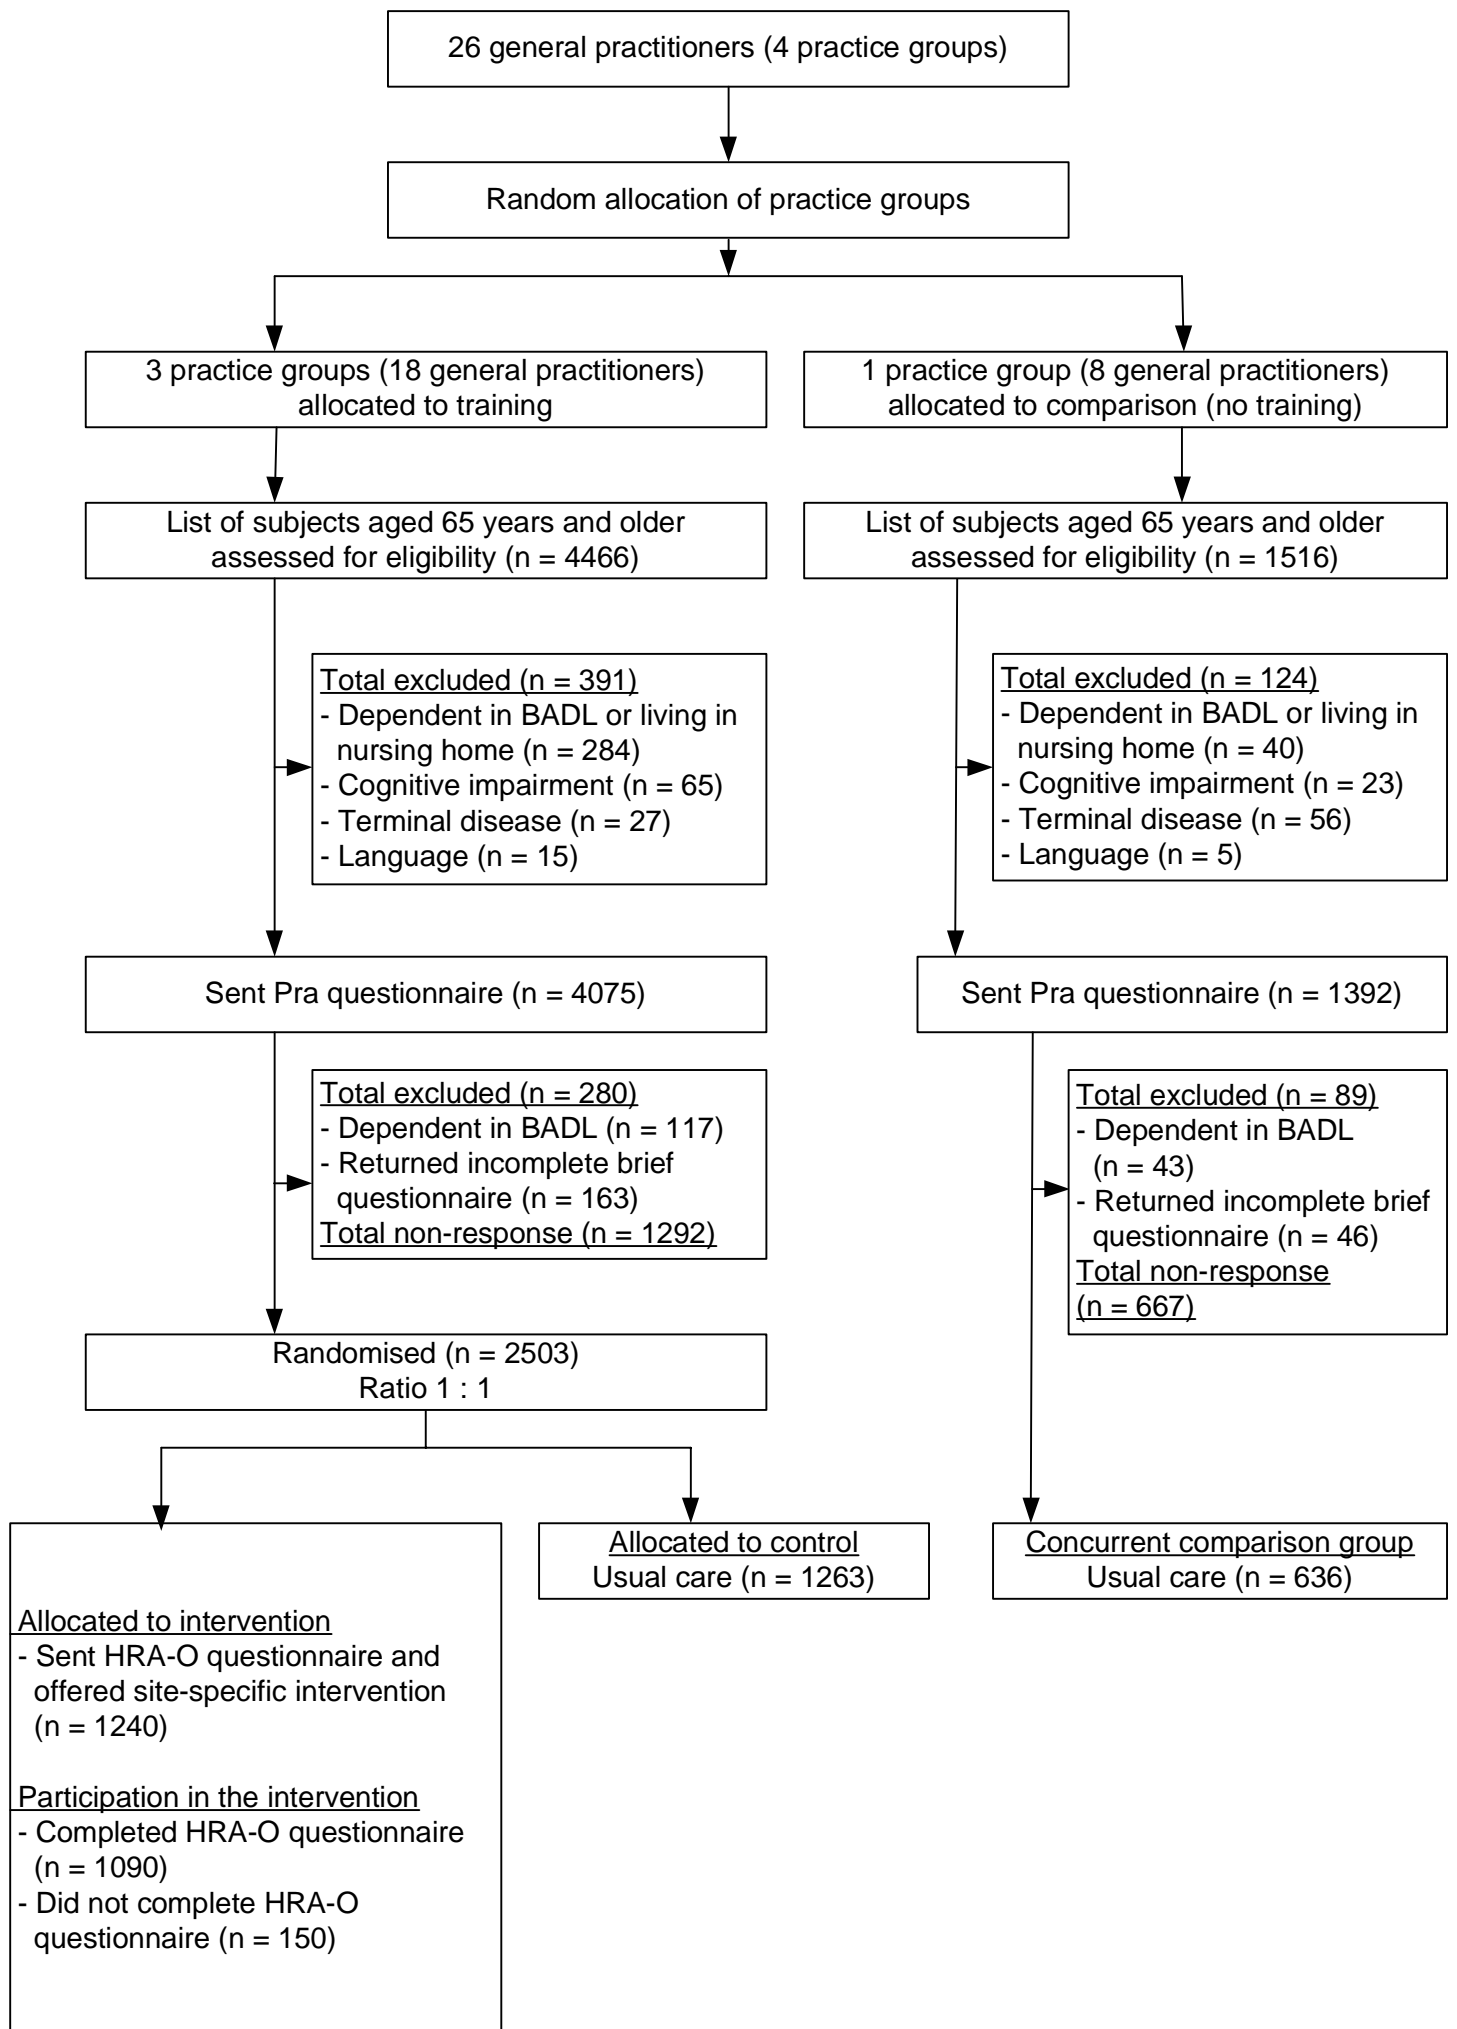 26 general practitioners (4 practice groups)
Random allocation of practice groups
3 practice groups (18 general practitioners)
allocated to training
1 practice group (8 general practitioners)
allocated to comparison (no training)
List of subjects aged 65 years and older
assessed for eligibility (n = 4466)
List of subjects aged 65 years and older
assessed for eligibility (n = 1516)
Total excluded (n = 391)
- Dependent in BADL or living in
nursing home (n = 284)
- Cognitive impairment (n = 65)
- Terminal disease (n = 27)
- Language (n = 15)
Total excluded (n = 124)
- Dependent in BADL or living in
nursing home (n = 40)
- Cognitive impairment (n = 23)
- Terminal disease (n = 56)
- Language (n = 5)
Sent Pra questionnaire (n = 4075)
Sent Pra questionnaire (n = 1392)
Total excluded (n = 280)
- Dependent in BADL (n = 117)
- Returned incomplete brief
questionnaire (n = 163)
Total non-response (n = 1292)
Total excluded (n = 89)
- Dependent in BADL
(n = 43)
- Returned incomplete brief
questionnaire (n = 46)
Total non-response
(n = 667)
Randomised (n = 2503)
Ratio 1 : 1
Allocated to intervention
- Sent HRA-O questionnaire and
offered site-specific intervention
(n = 1240)
Participation in the intervention
- Completed HRA-O questionnaire
(n = 1090)
- Did not complete HRA-O
questionnaire (n = 150)
Allocated to control
Usual care (n = 1263)
Concurrent comparison group
Usual care (n = 636)